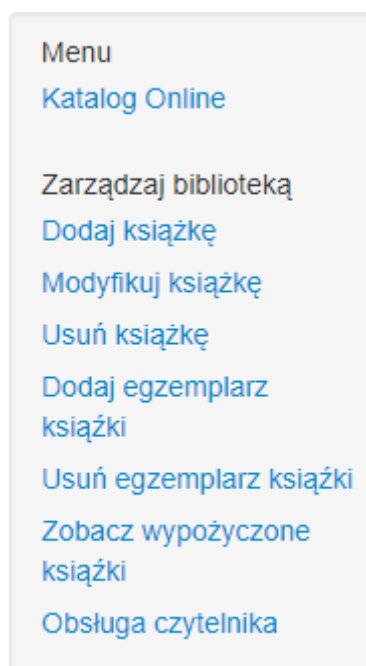 Menu
Katalog Online
Zarządzaj biblioteką
Dodaj książkę
Modyfikuj książkę
Usuń książkę
Dodaj egzemplarz
książki
Usuń egzemplarz książki
Zobacz wypożyczone
książki
Obsługa czytelnika